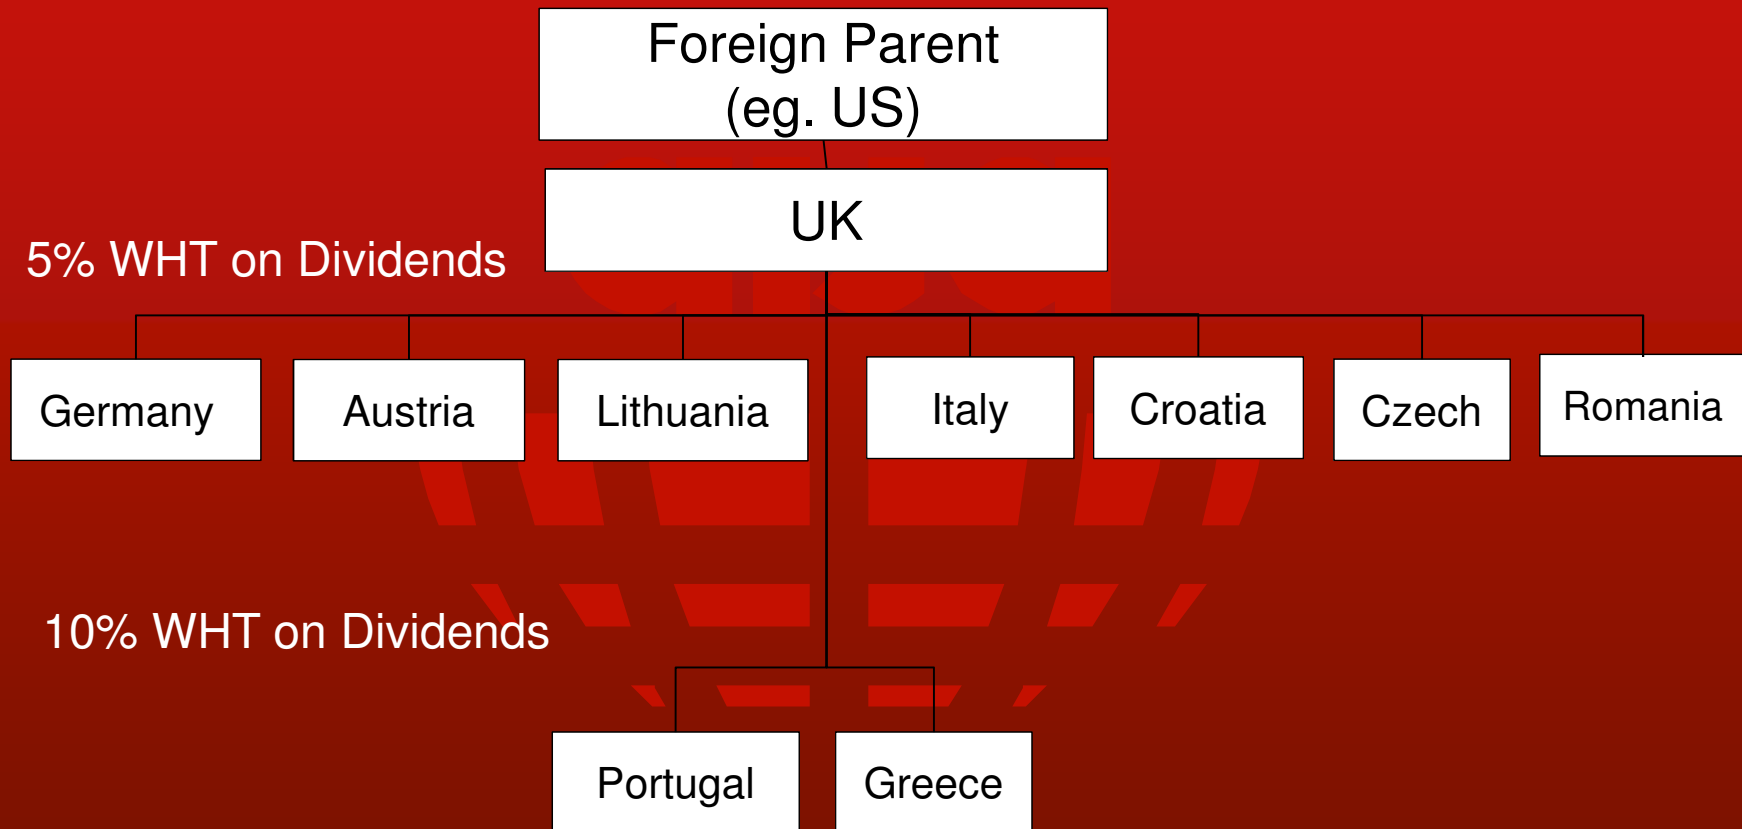 Foreign Parent
(eg. US)
UK
5% WHT on Dividends
Germany
Austria
Lithuania
Italy
Croatia
Czech
Romania
10% WHT on Dividends
Portugal
Greece